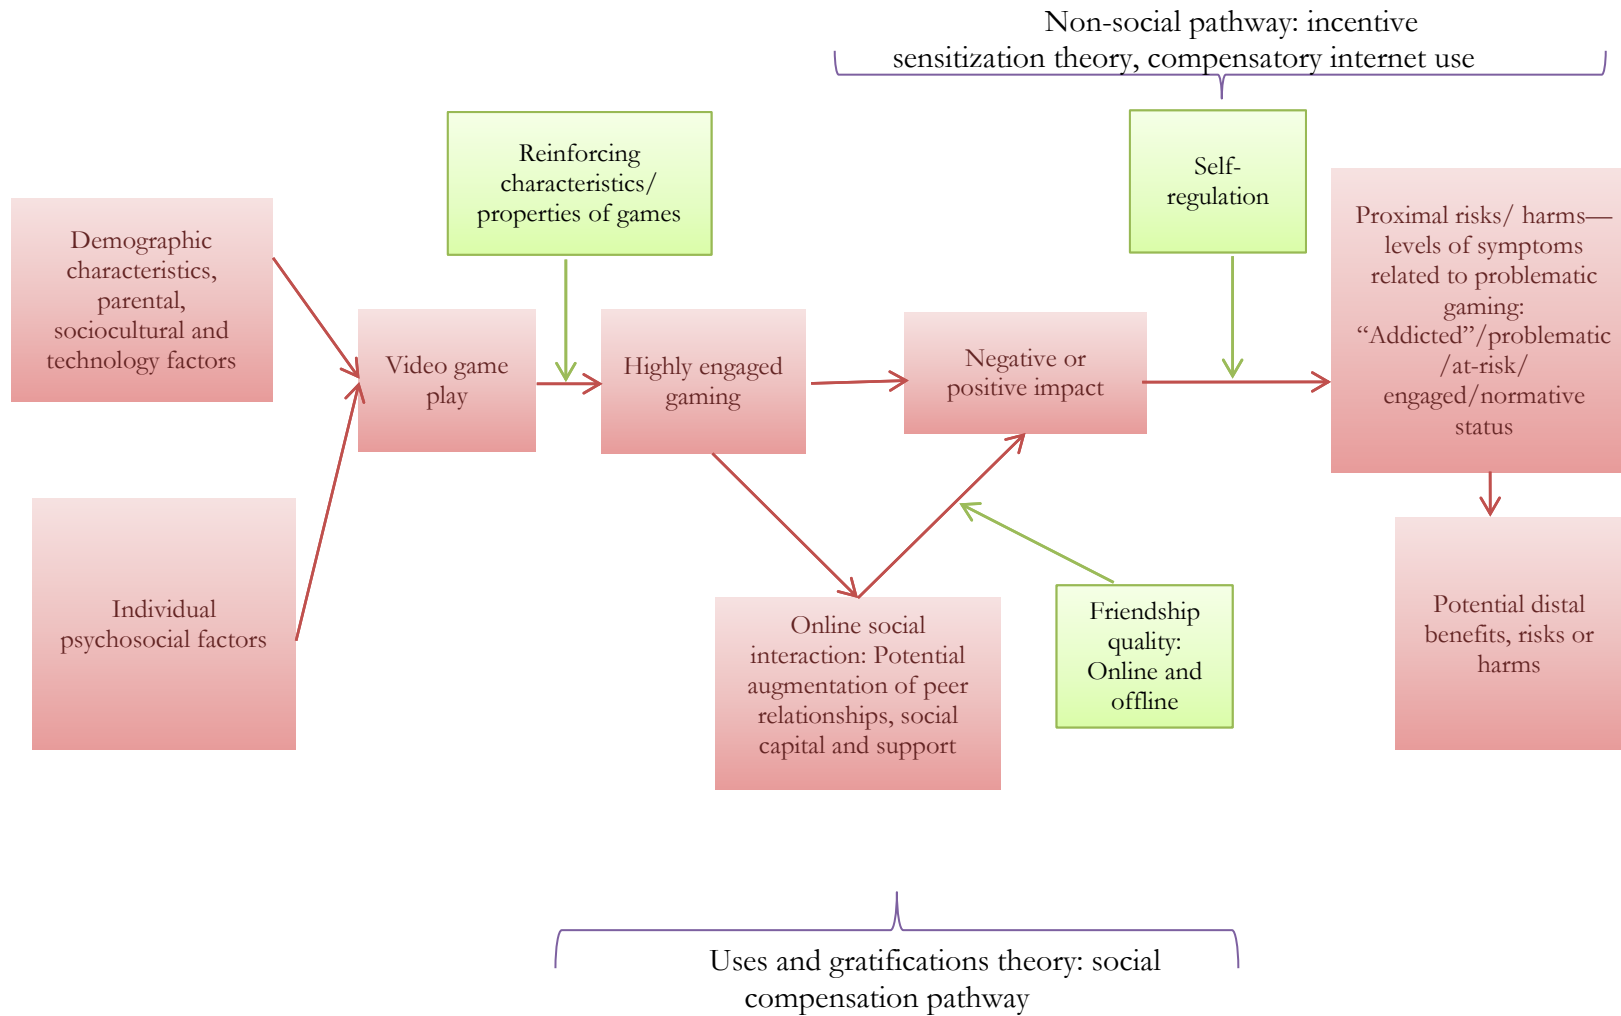 Non-social pathway: incentive
sensitization theory, compensatory internet use
Reinforcing
characteristics/
properties of games
Self-
regulation
Demographic
characteristics,
parental,
sociocultural and
technology factors
Proximal risks/ harms—
levels of symptoms
related to problematic
gaming:
“Addicted”/problematic
/at-risk/
engaged/normative
status
Video game
play
Highly engaged
gaming
Negative or
positive impact
Individual
psychosocial factors
Online social
interaction: Potential
augmentation of peer
relationships, social
capital and support
Friendship
quality:
Online and
offline
Potential distal
benefits, risks or
harms
Uses and gratifications theory: social
compensation pathway